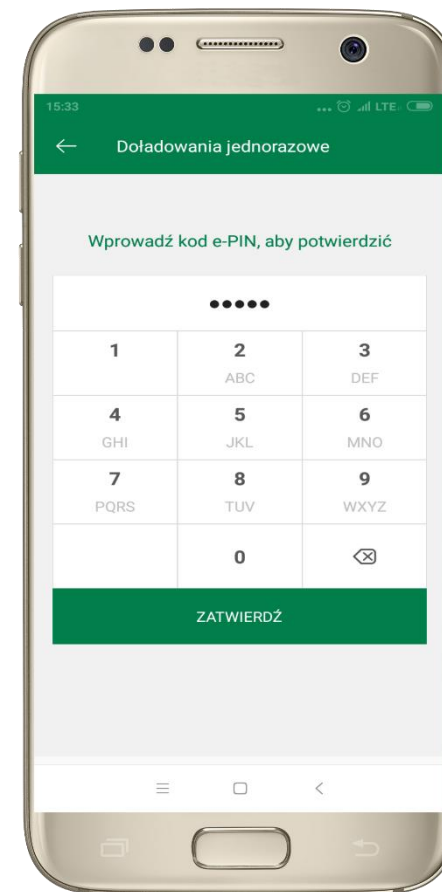 15:33 ... LTE
Doładowania jednorazowe
Wprowadź kod e-PIN, aby potwierdzić
•••••
1 2 3
ABC DEF
4 5 6
GHI JKL MNO
7 8 9
PQRS TUV WXYZ
0
ZATWIERDŹ